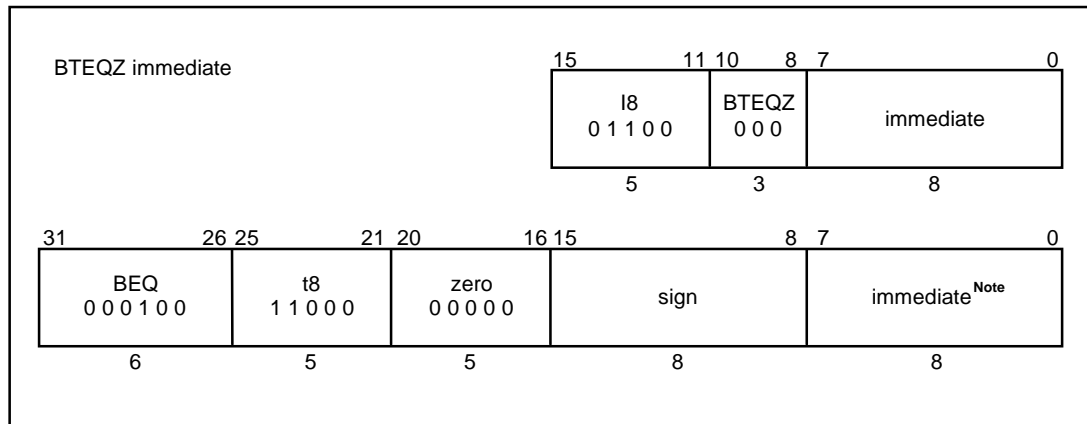 BTEQZ immediate
15 11 10 8 7 0
I8 BTEQZ immediate
0 1 1 0 0 0 0 0
5 3 8
31 26 25 21 20 16 15 8 7 0
BEQ t8 zero sign immediate Note
0 0 0 1 0 0 1 1 0 0 0 0 0 0 0 0
6 5 5 8 8